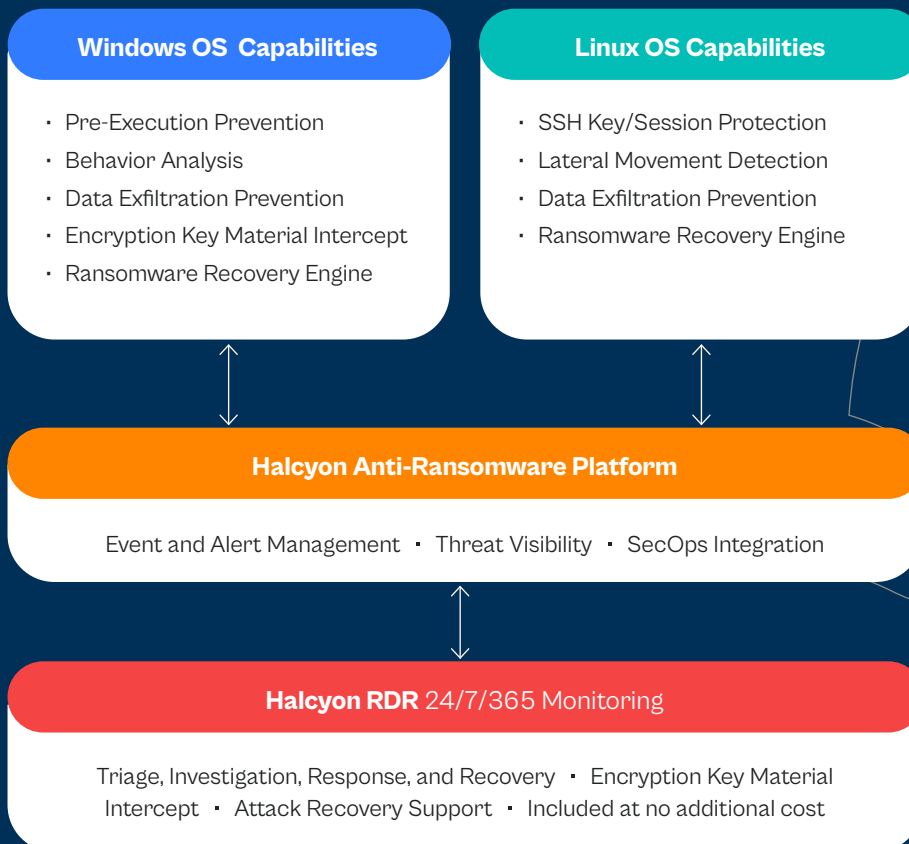 Windows OS Capabilities
· Pre-Execution Prevention
· Behavior Analysis
· Data Exfiltration Prevention
· Encryption Key Material Intercept
· Ransomware Recovery Engine
Linux OS Capabilities
· SSH Key/Session Protection
· Lateral Movement Detection
· Data Exfiltration Prevention
· Ransomware Recovery Engine
Halcyon Anti-Ransomware Platform
Event and Alert Management · Threat Visibility · SecOps Integration
Halcyon RDR 24/7/365 Monitoring
Triage, Investigation, Response, and Recovery · Encryption Key Material
Intercept · Attack Recovery Support · Included at no additional cost